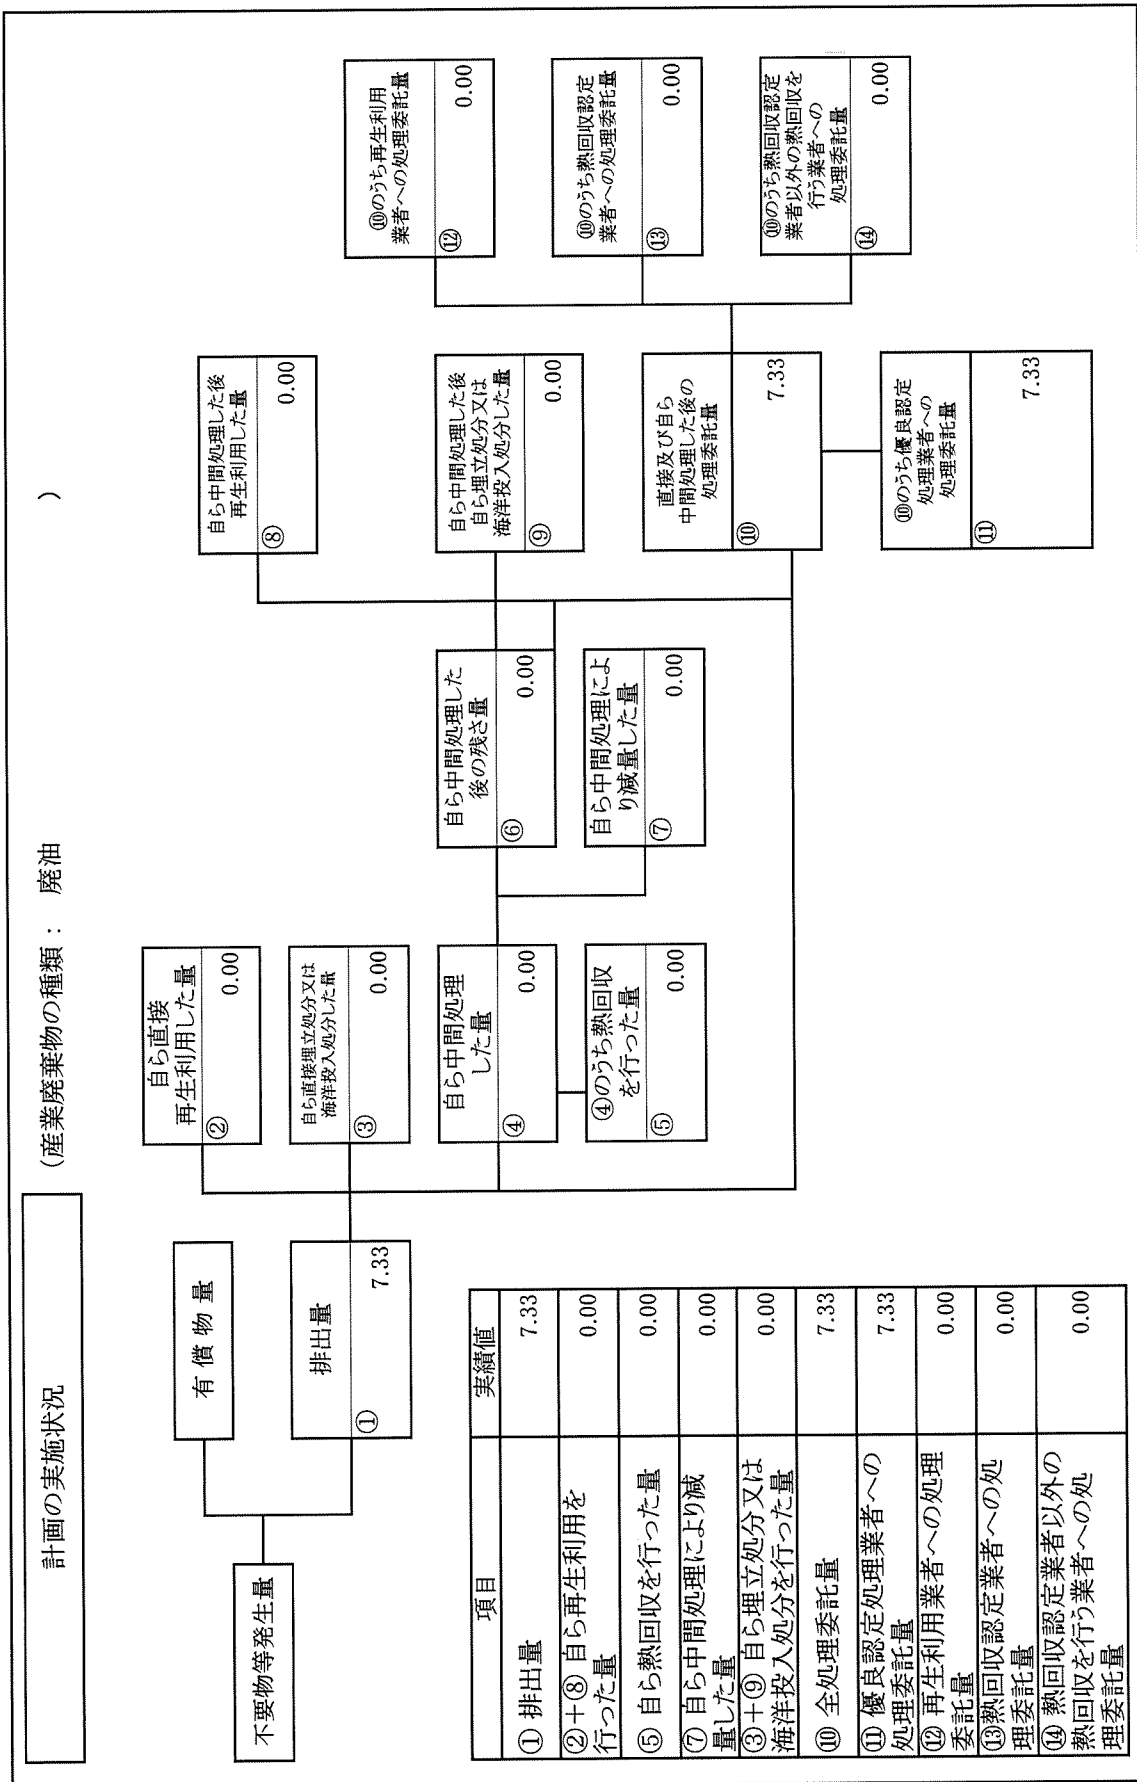 計画の実施状況
(産業廃棄物の種類： 廃油 )
不要物等発生量
有 償 物 量
排出量
① 7.33
自ら直接
再生利用した量
② 0.00
自ら直接埋立処分又は
海洋投入処分した量
③ 0.00
自ら中間処理
した量
④ 0.00
④のうち熱回収
を行った量
⑤ 0.00
自ら中間処理した
後の残さ量
⑥ 0.00
自ら中間処理によ
り減量した量
⑦ 0.00
自ら中間処理した後
再生利用した量
⑧ 0.00
自ら中間処理した後
自ら埋立処分又は
海洋投入処分した量
⑨ 0.00
直接及び自ら
中間処理した後の
処理委託量
⑩ 7.33
⑩のうち優良認定
処理業者への
処理委託量
⑪ 7.33
⑩のうち再生利用
業者への処理委託量
⑫ 0.00
⑩のうち熱回収認定
業者への処理委託量
⑬ 0.00
⑩のうち熱回収認定
業者以外の熱回収を
行う業者への
処理委託量
⑭ 0.00
項目 実績値
① 排出量 7.33
②+⑧ 自ら再生利用を
行った量 0.00
⑤ 自ら熱回収を行った量 0.00
⑦ 自ら中間処理により減
量した量 0.00
③+⑨ 自ら埋立処分又は
海洋投入処分を行った量 0.00
⑩ 全処理委託量 7.33
⑪ 優良認定処理業者への
処理委託量 7.33
⑫ 再生利用業者への処理
委託量 0.00
⑬熱回収認定業者への処
理委託量 0.00
⑭ 熱回収認定業者以外の
熱回収を行う業者への処
理委託量 0.00